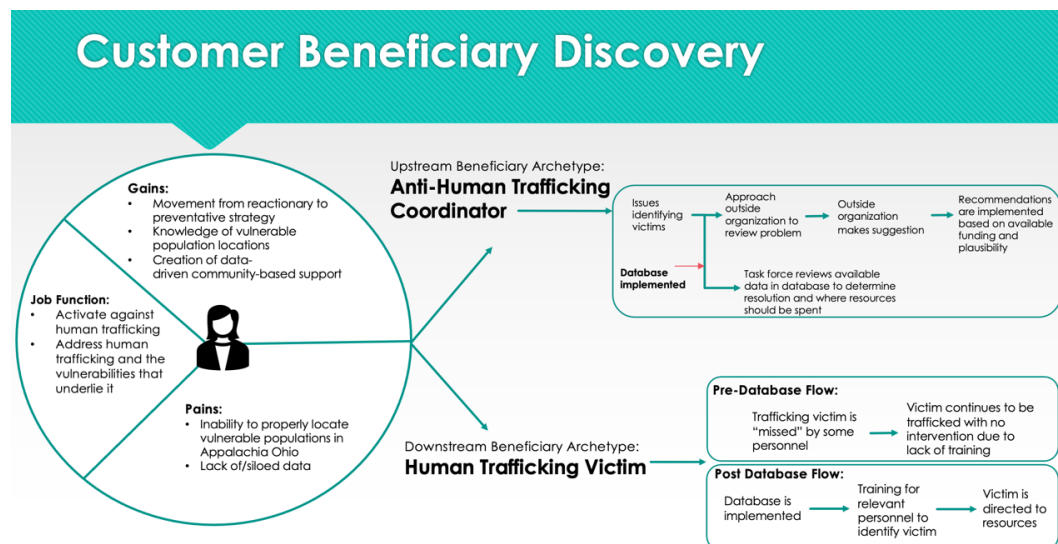 Customer Beneficiary Discovery
Gains:
• Movement from reactionary to
preventative strategy
• Knowledge of vulnerable
population locations
• Creation of data-
driven community-based support
Job Function:
• Activate against
human trafficking
• Address human
trafficking and the
vulnerabilities that
underlie it
Pains:
• Inability to properly locate
vulnerable populations in
Appalachia Ohio
• Lack of/siloed data
Upstream Beneficiary Archetype:
Anti-Human Trafficking
Coordinator
Issues
identifying
victims
Approach
outside
organization to
review problem
Outside
organization
makes suggestion
Recommendations
are implemented
based on available
funding and
plausibility
Database
implemented
Task force reviews available
data in database to determine
resolution and where resources
should be spent
Downstream Beneficiary Archetype:
Human Trafficking Victim
Pre-Database Flow:
Trafficking victim is
“missed” by some
personnel
Victim continues to be
trafficked with no
intervention due to
lack of training
Post Database Flow:
Database is
implemented
Training for
relevant
personnel to
identify victim
Victim is
directed to
resources